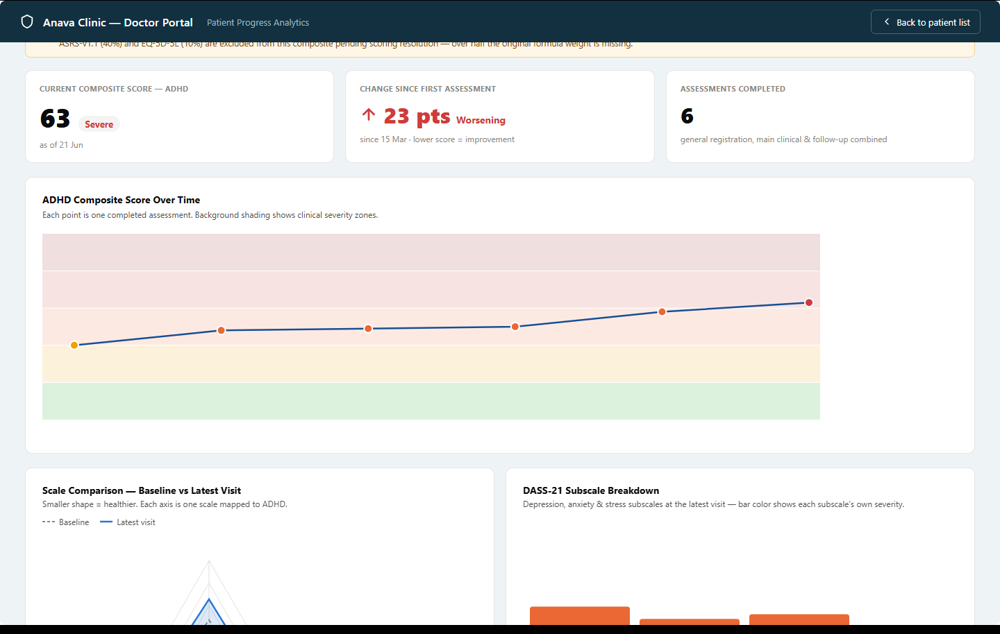 Anava Clinic — Doctor Portal Patient Progress Analytics Back to patient list
ASRS-v1.1 (40%) and EQ-5D-5L (10%) are excluded from this composite pending scoring resolution — over half the original formula weight is missing.
CURRENT COMPOSITE SCORE — ADHD
63 Severe
as of 21 Jun
CHANGE SINCE FIRST ASSESSMENT
↑ 23 pts Worsening
since 15 Mar · lower score = improvement
ASSESSMENTS COMPLETED
6
general registration, main clinical & follow-up combined
ADHD Composite Score Over Time
Each point is one completed assessment. Background shading shows clinical severity zones.
Scale Comparison — Baseline vs Latest Visit
Smaller shape = healthier. Each axis is one scale mapped to ADHD.
Baseline Latest visit
DASS-21 Subscale Breakdown
Depression, anxiety & stress subscales at the latest visit — bar color shows each subscale's own severity.